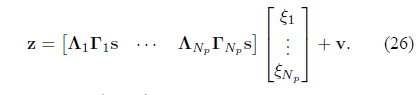 z = [Λ₁Γ₁s ⋯ Λ_{N_p}Γ_{N_p}s] [ξ₁ ⋮ ξ_{N_p}] + v. (26)